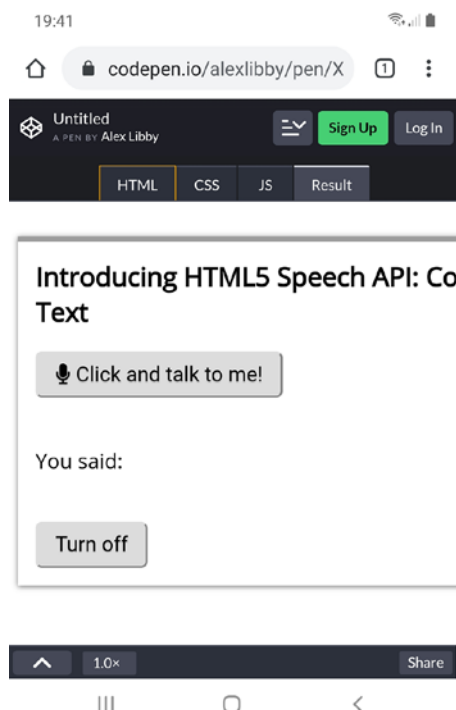 19:41
codepen.io/alexlibby/pen/X 1
Untitled
A PEN BY Alex Libby
Sign Up Log In
HTML CSS JS Result
Introducing HTML5 Speech API: Co
Text
Click and talk to me!
You said:
Turn off
1.0× Share